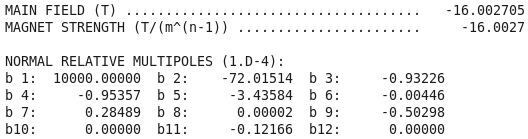 MAIN FIELD (T) ...................................   -16.002705
MAGNET STRENGTH (T/(m^(n-1)) .......................     -16.0027
NORMAL RELATIVE MULTIPOLES (1.D-4):
b 1:  10000.00000  b 2:    -72.01514  b 3:     -0.93226
b 4:     -0.95357  b 5:     -3.43584  b 6:     -0.00446
b 7:      0.28489  b 8:      0.00002  b 9:     -0.50298
b10:      0.00000  b11:     -0.12166  b12:      0.00000